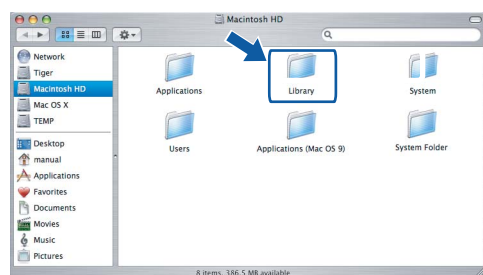 Macintosh HD
Network
Tiger
Macintosh HD
Mac OS X
TEMP
Desktop
manual
Applications
Favorites
Documents
Movies
Music
Pictures
Applications
Library
System
Users
Applications (Mac OS 9)
System Folder
8 items, 386.5 MB available